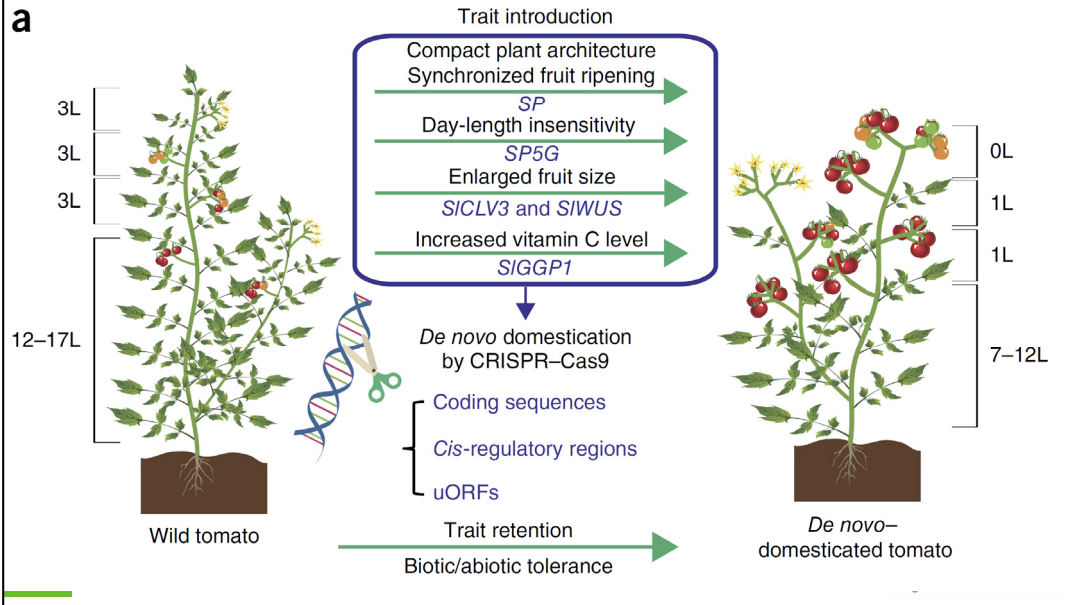 a
Trait introduction
Compact plant architecture
Synchronized fruit ripening
SP
Day-length insensitivity
SP5G
Enlarged fruit size
SlCLV3 and SlWUS
Increased vitamin C level
SlGGP1
3L
3L
3L
12–17L
0L
1L
1L
7–12L
De novo domestication
by CRISPR–Cas9
Coding sequences
Cis-regulatory regions
uORFs
Wild tomato
Trait retention
Biotic/abiotic tolerance
De novo–
domesticated tomato